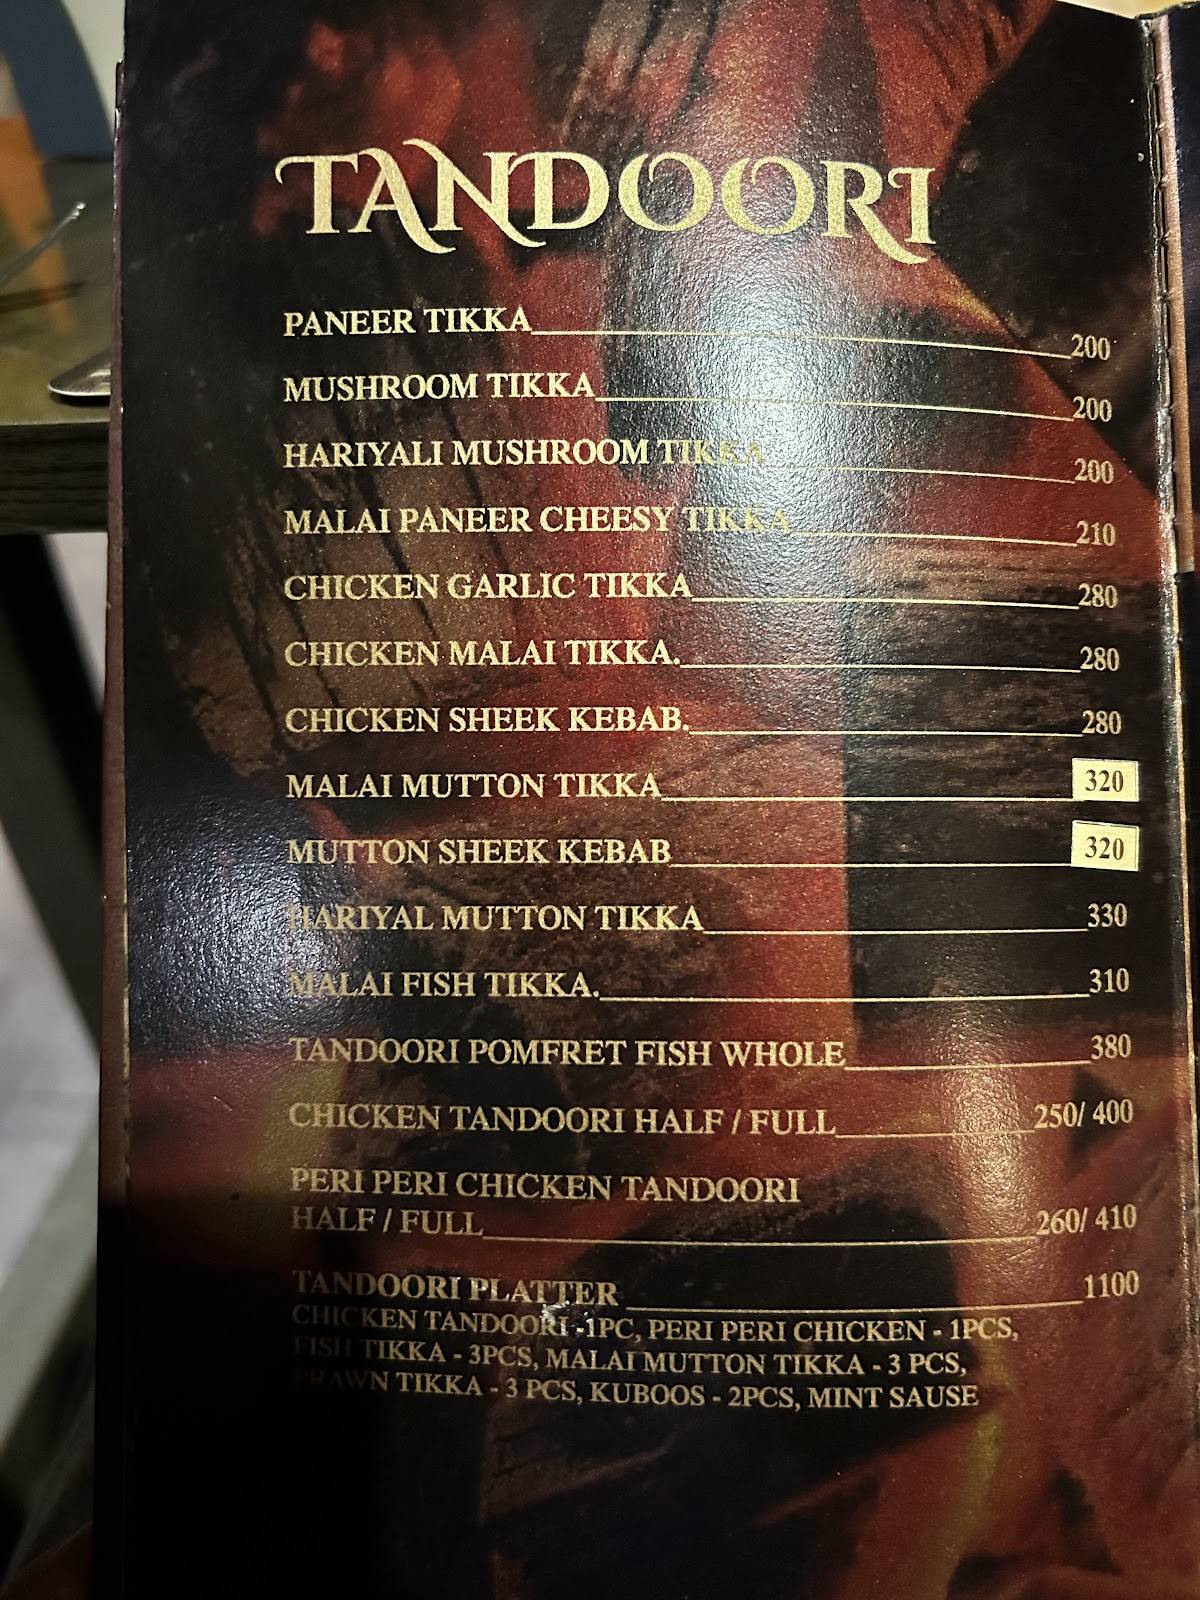 TANDOORI
PANEER TIKKA 200
MUSHROOM TIKKA 200
HARIYALI MUSHROOM TIKKA 200
MALAI PANEER CHEESY TIKKA 210
CHICKEN GARLIC TIKKA 280
CHICKEN MALAI TIKKA. 280
CHICKEN SHEEK KEBAB. 280
MALAI MUTTON TIKKA 320
MUTTON SHEEK KEBAB 320
HARIYAL MUTTON TIKKA 330
MALAI FISH TIKKA. 310
TANDOORI POMFRET FISH WHOLE 380
CHICKEN TANDOORI HALF / FULL 250/ 400
PERI PERI CHICKEN TANDOORI
HALF / FULL 260/ 410
TANDOORI PLATTER 1100
CHICKEN TANDOORI -1PC, PERI PERI CHICKEN - 1PCS,
FISH TIKKA - 3PCS, MALAI MUTTON TIKKA - 3 PCS,
PRAWN TIKKA - 3 PCS, KUBOOS - 2PCS, MINT SAUSE